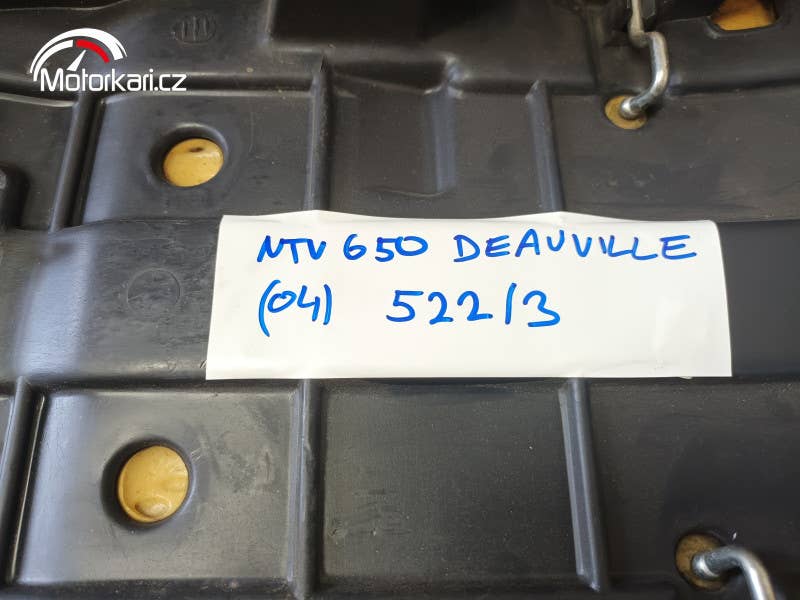 Motorkari.cz
NTV 650 DEAUVILLE
(04) 522/3